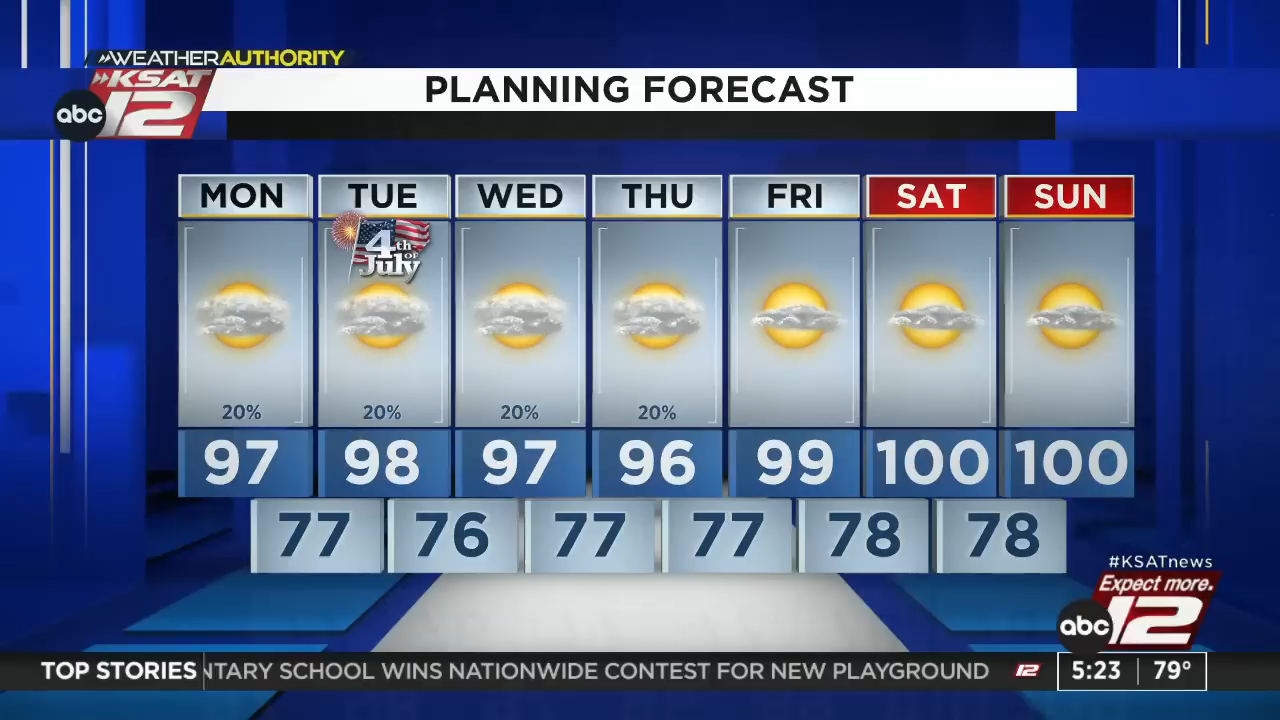 WEATHER AUTHORITY
KSAT
abc 12
PLANNING FORECAST
MON TUE WED THU FRI SAT SUN
4th OF July
20% 20% 20% 20%
97 98 97 96 99 100 100
77 76 77 77 78 78
#KSATnews
Expect more.
abc 12
TOP STORIES NTARY SCHOOL WINS NATIONWIDE CONTEST FOR NEW PLAYGROUND 12 5:23 79°